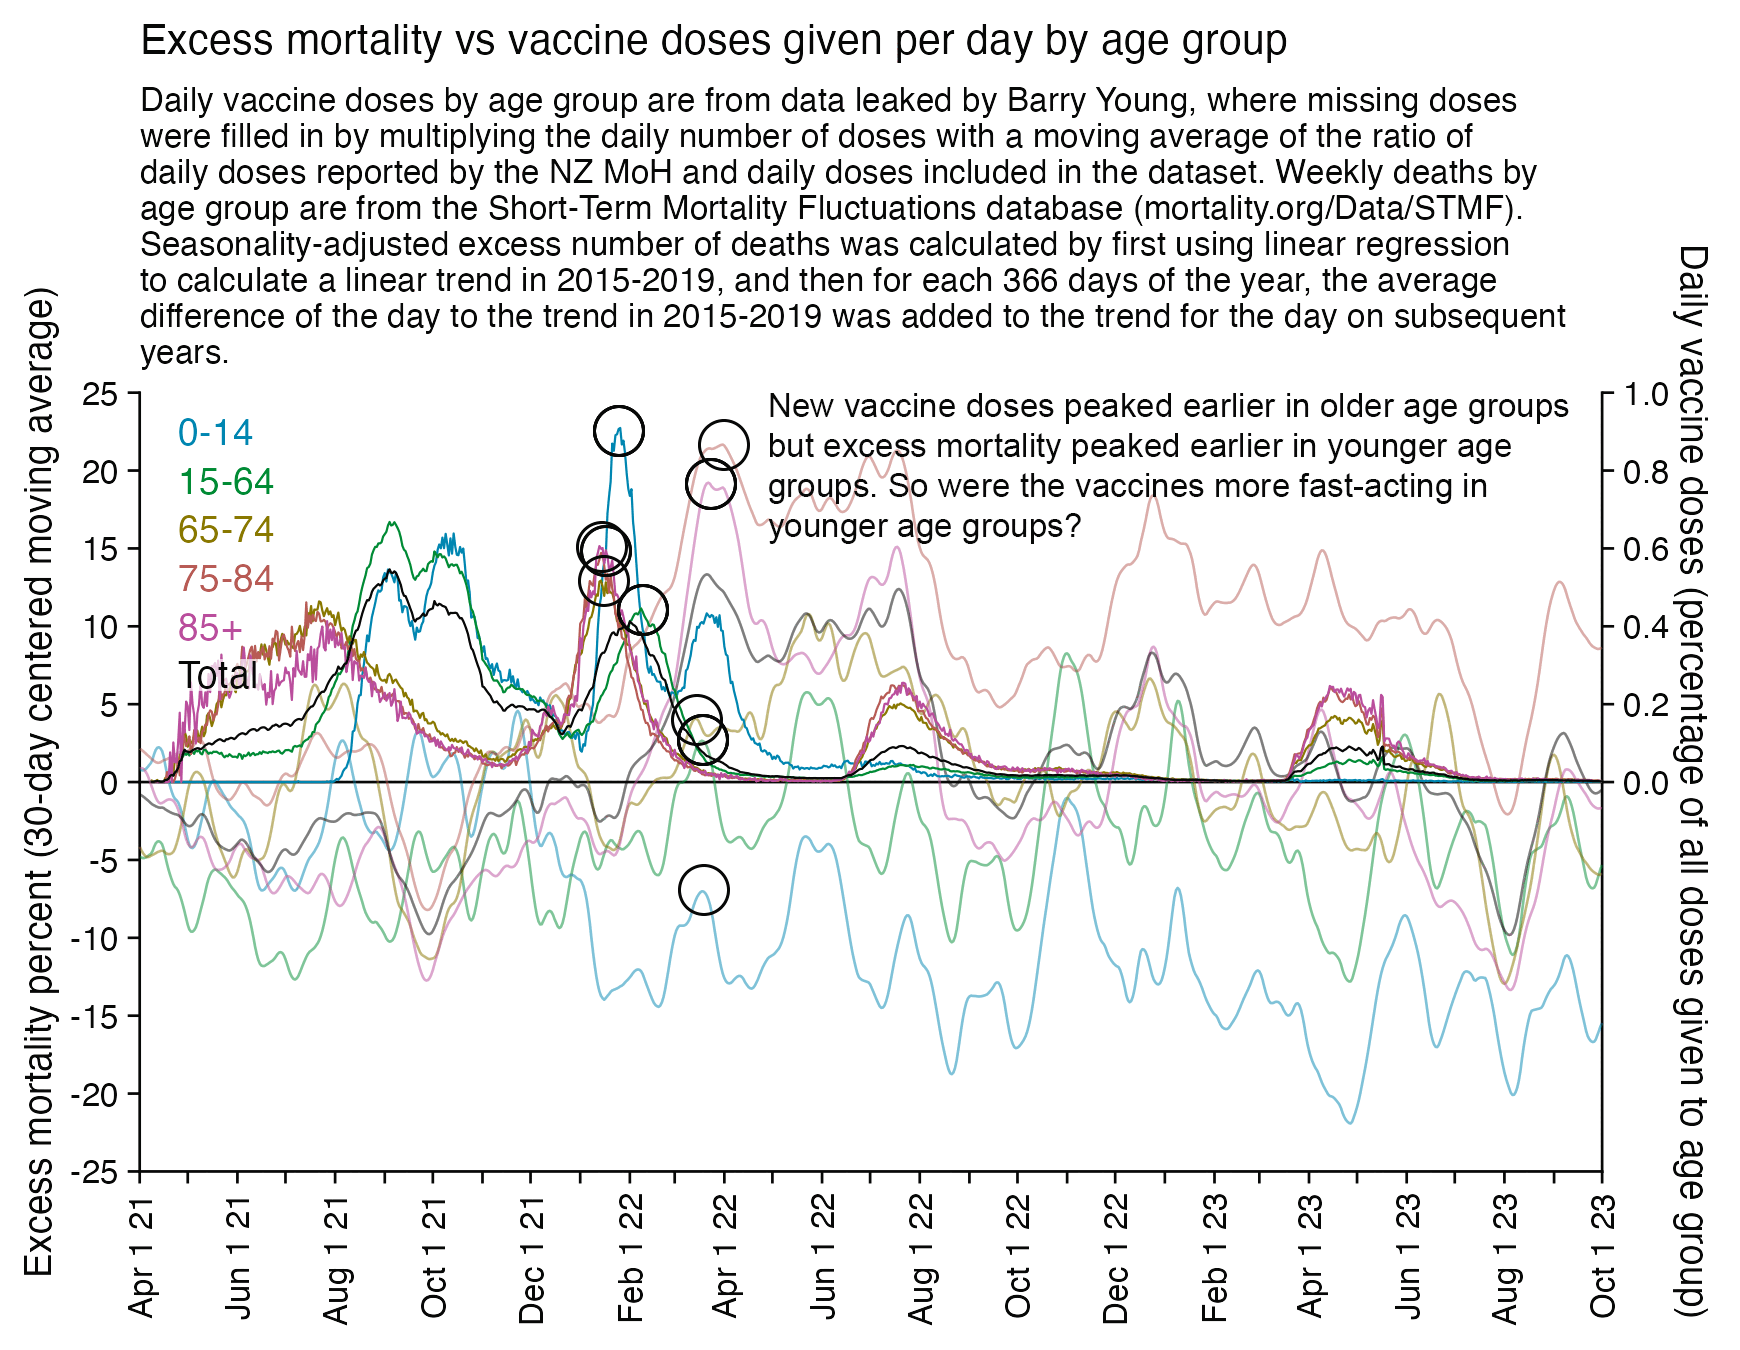 Excess mortality vs vaccine doses given per day by age group
Daily vaccine doses by age group are from data leaked by Barry Young, where missing doses
were filled in by multiplying the daily number of doses with a moving average of the ratio of
daily doses reported by the NZ MoH and daily doses included in the dataset. Weekly deaths by
age group are from the Short-Term Mortality Fluctuations database (mortality.org/Data/STMF).
Seasonality-adjusted excess number of deaths was calculated by first using linear regression
to calculate a linear trend in 2015-2019, and then for each 366 days of the year, the average
difference of the day to the trend in 2015-2019 was added to the trend for the day on subsequent
years.
Excess mortality percent (30-day centered moving average)
25
20
15
10
5
0
-5
-10
-15
-20
-25
0-14
15-64
65-74
75-84
85+
Total
New vaccine doses peaked earlier in older age groups
but excess mortality peaked earlier in younger age
groups. So were the vaccines more fast-acting in
younger age groups?
1.0
0.8
0.6
0.4
0.2
0.0
Daily vaccine doses (percentage of all doses given to age group)
Apr 1 21
Jun 1 21
Aug 1 21
Oct 1 21
Dec 1 21
Feb 1 22
Apr 1 22
Jun 1 22
Aug 1 22
Oct 1 22
Dec 1 22
Feb 1 23
Apr 1 23
Jun 1 23
Aug 1 23
Oct 1 23